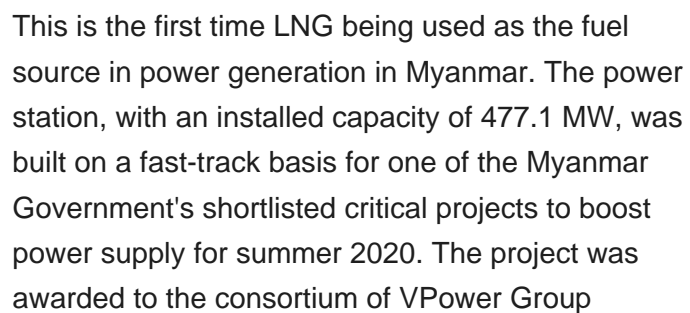 This is the first time LNG being used as the fuel
source in power generation in Myanmar. The power
station, with an installed capacity of 477.1 MW, was
built on a fast-track basis for one of the Myanmar
Government's shortlisted critical projects to boost
power supply for summer 2020. The project was
awarded to the consortium of VPower Group